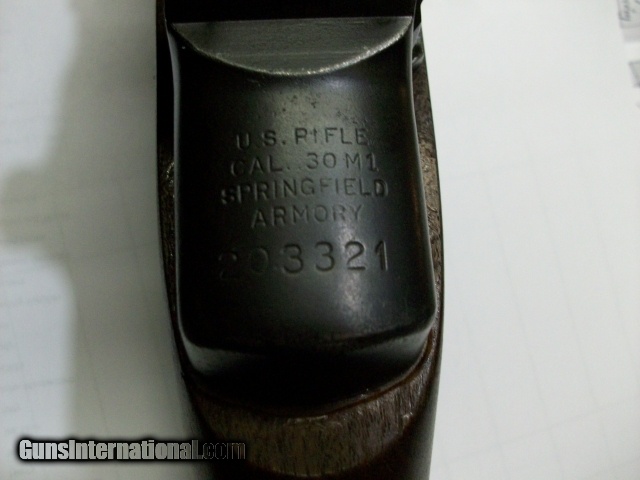 U.S. RIFLE
CAL. .30 M1
SPRINGFIELD
ARMORY
203321
GunsInternational.com